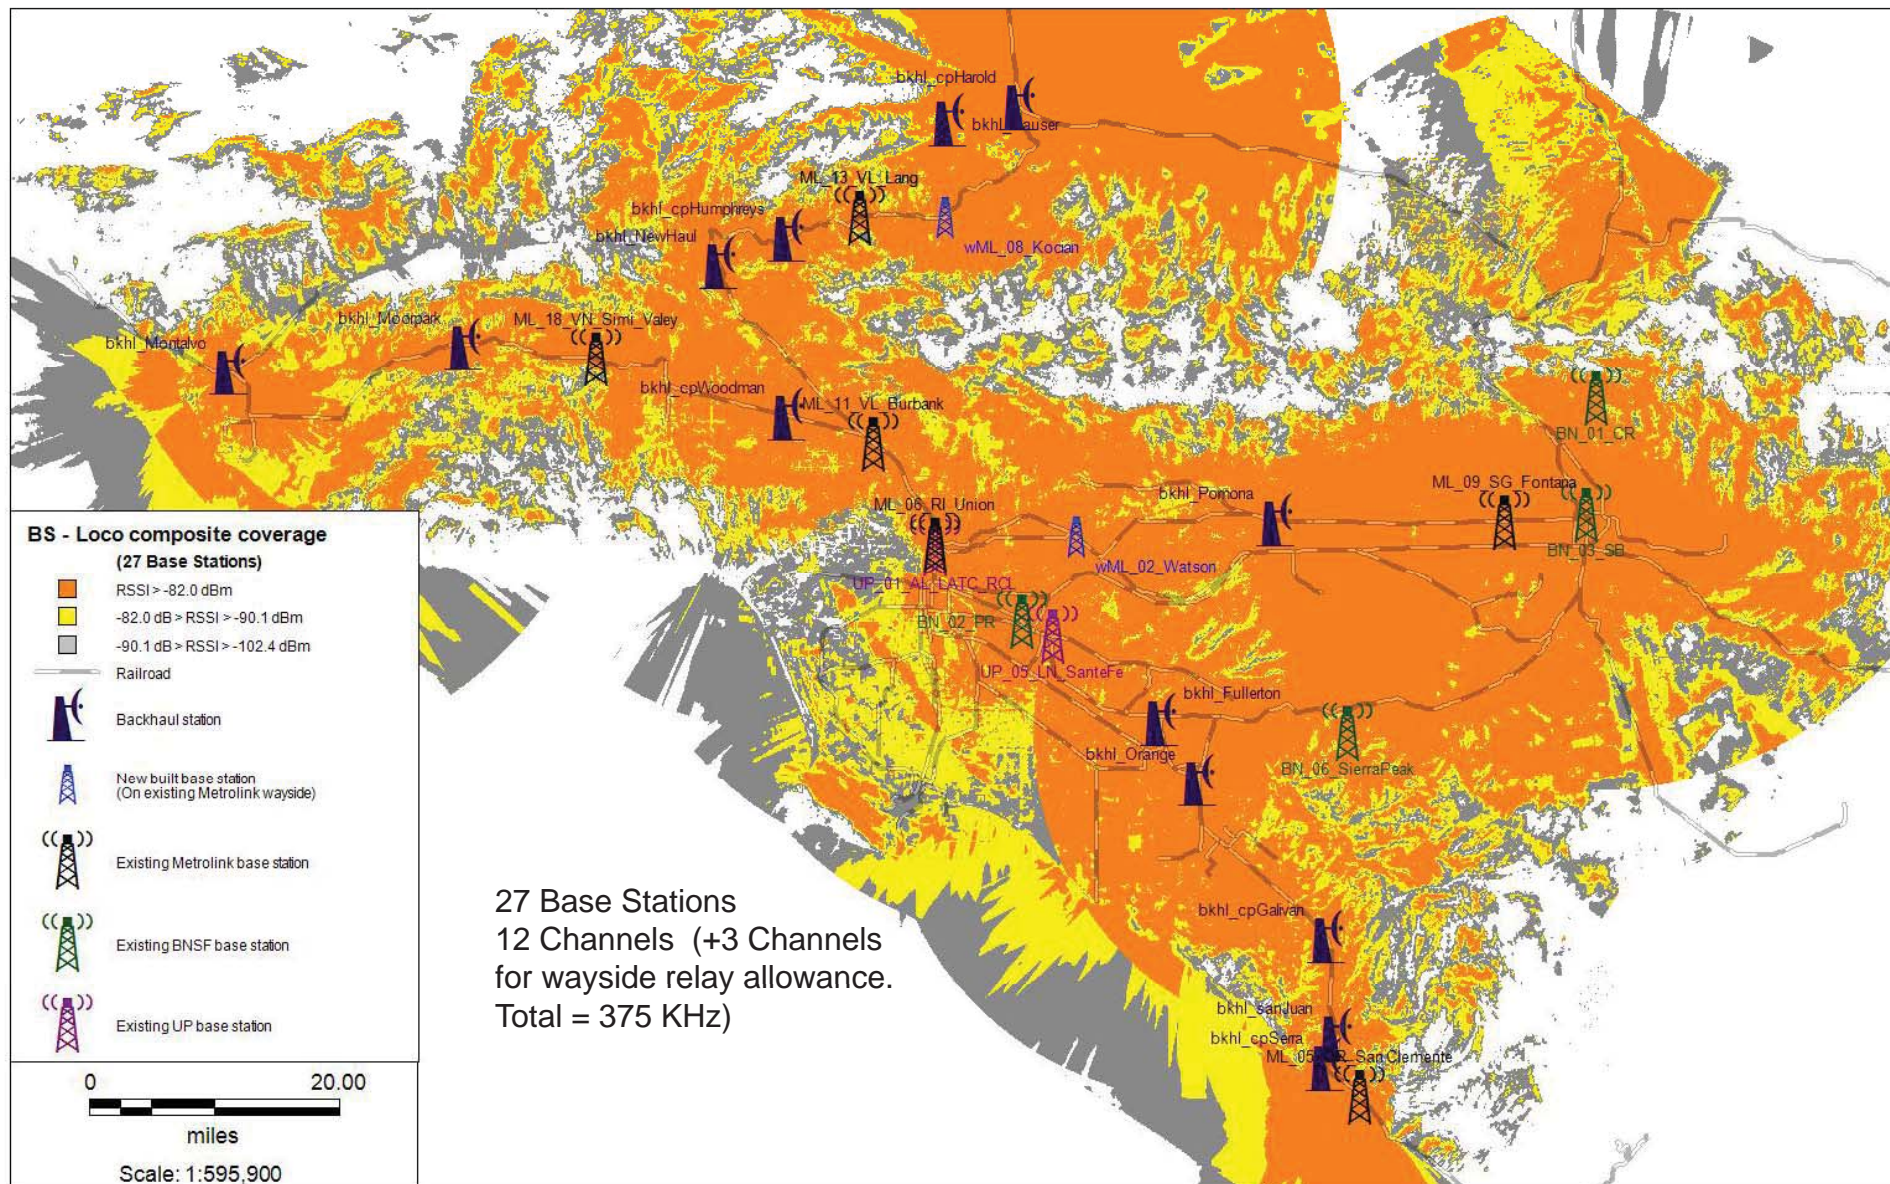 bkhl_cpHarold
ML_13_VL_Lang
bkhl_cpHumphreys
bkhl_NewHaul
wML_08_Kocian
bkhl_Moorpark
ML_18_VN_Simi_Valey
bkhl_Montalvo
bkhl_cpWoodman
ML_11_VL_Burbank
BN_01_CR
ML_09_SG_Fontana
bkhl_Pomona
ML_06_RI_Union
BN_03_SB
wML_02_Watson
UP_01_AL_LATC_RCL
BN_02_PR
UP_05_LN_SanteFe
bkhl_Fullerton
bkhl_Orange
BN_06_SierraPeak
bkhl_cpGalivan
bkhl_sanJuan
bkhl_cpSerra
BS - Loco composite coverage
(27 Base Stations)
RSSI > -82.0 dBm
-82.0 dB > RSSI > -90.1 dBm
-90.1 dB > RSSI > -102.4 dBm
Railroad
Backhaul station
New built base station
(On existing Metrolink wayside)
Existing Metrolink base station
Existing BNSF base station
Existing UP base station
0 20.00
miles
Scale: 1:595,900
27 Base Stations
12 Channels (+3 Channels
for wayside relay allowance.
Total = 375 KHz)